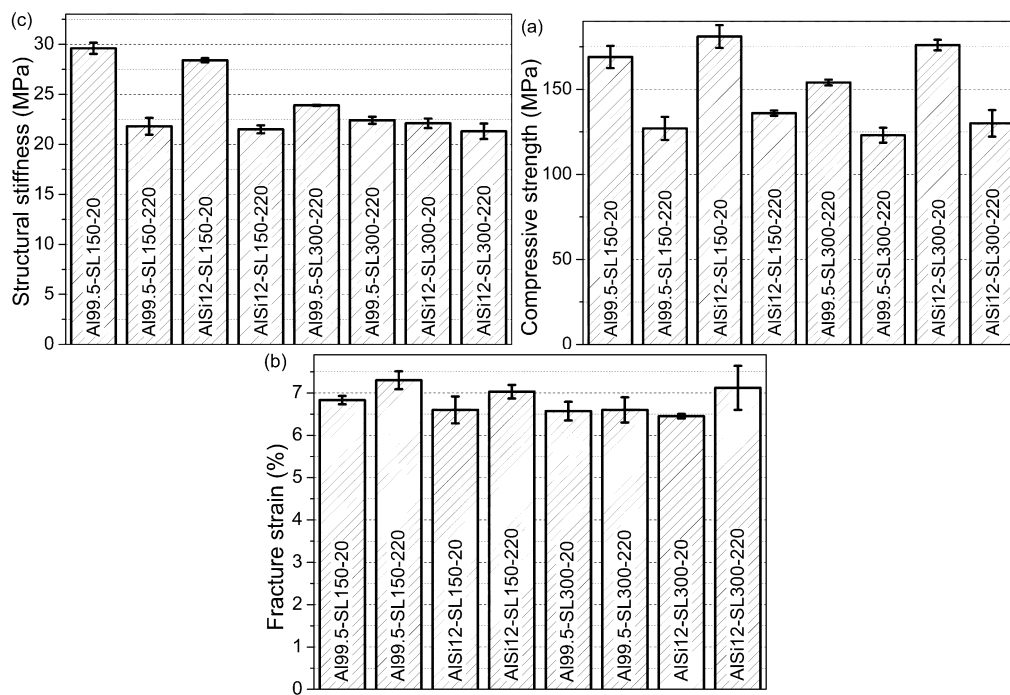 (c)
Structural stiffness (MPa)
30
25
20
15
10
5
0
Al99.5-SL150-20
Al99.5-SL150-220
AlSi12-SL150-20
AlSi12-SL150-220
Al99.5-SL300-220
Al99.5-SL300-220
AlSi12-SL300-20
AlSi12-SL300-220
(a)
Compressive strength (MPa)
150
100
50
0
Al99.5-SL150-20
Al99.5-SL150-220
AlSi12-SL150-20
AlSi12-SL150-220
Al99.5-SL300-220
Al99.5-SL300-220
AlSi12-SL300-20
AlSi12-SL300-220
(b)
Fracture strain (%)
7
6
5
4
3
2
1
0
Al99.5-SL150-20
Al99.5-SL150-220
AlSi12-SL150-20
AlSi12-SL150-220
Al99.5-SL300-20
Al99.5-SL300-220
AlSi12-SL300-20
AlSi12-SL300-220